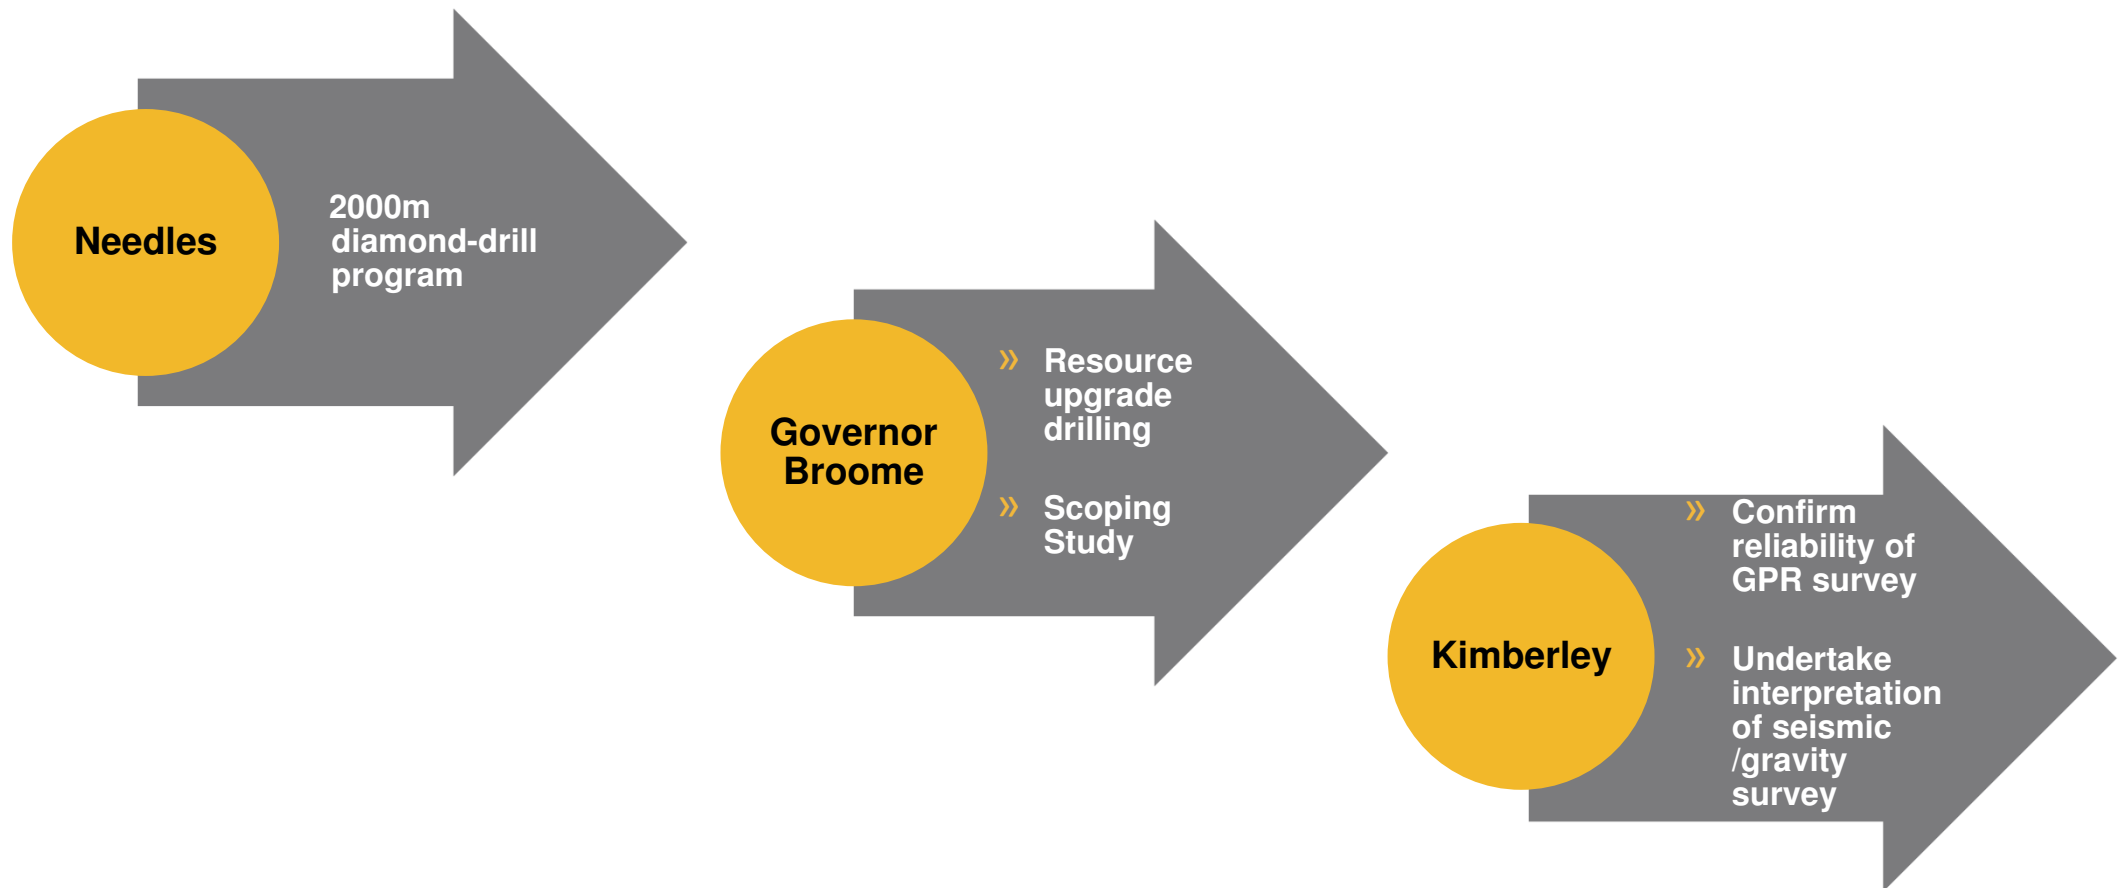 Needles
2000m
diamond-drill
program
Governor
Broome
» Resource
upgrade
drilling
» Scoping
Study
Kimberley
» Confirm
reliability of
GPR survey
» Undertake
interpretation
of seismic
/gravity
survey